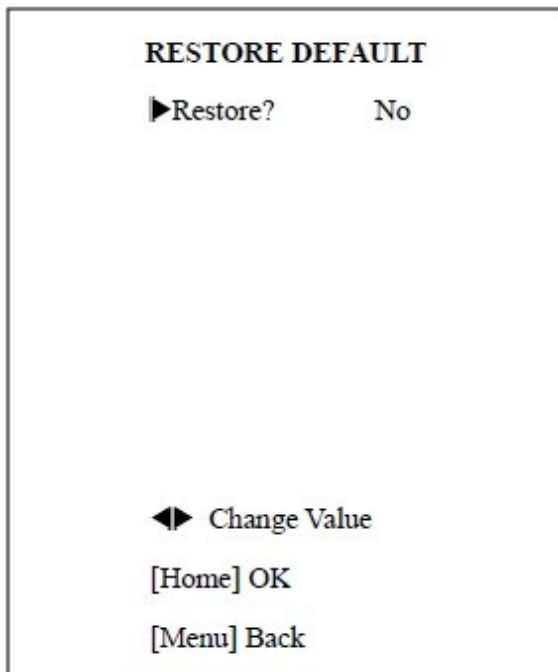 RESTORE DEFAULT
▶Restore? No
◀▶ Change Value
[Home] OK
[Menu] Back